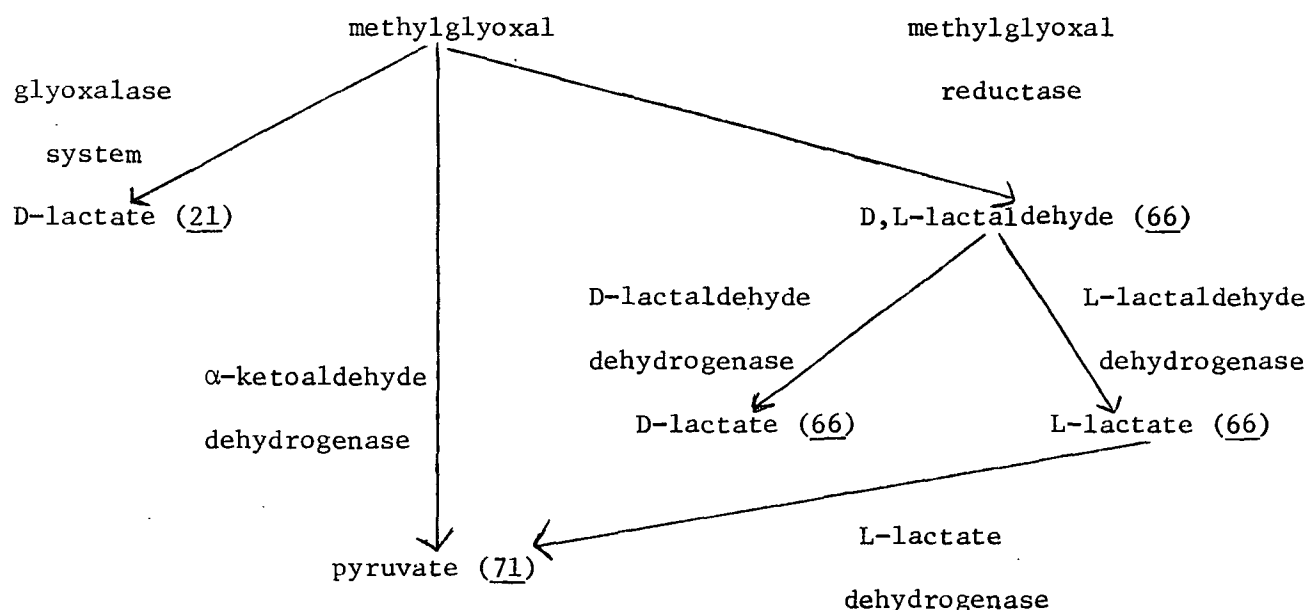 methylglyoxal
methylglyoxal
reductase
glyoxalase
system
D-lactate (21)
D,L-lactaldehyde (66)
D-lactaldehyde
dehydrogenase
L-lactaldehyde
dehydrogenase
α-ketoaldehyde
dehydrogenase
D-lactate (66)
L-lactate (66)
pyruvate (71)
L-lactate
dehydrogenase